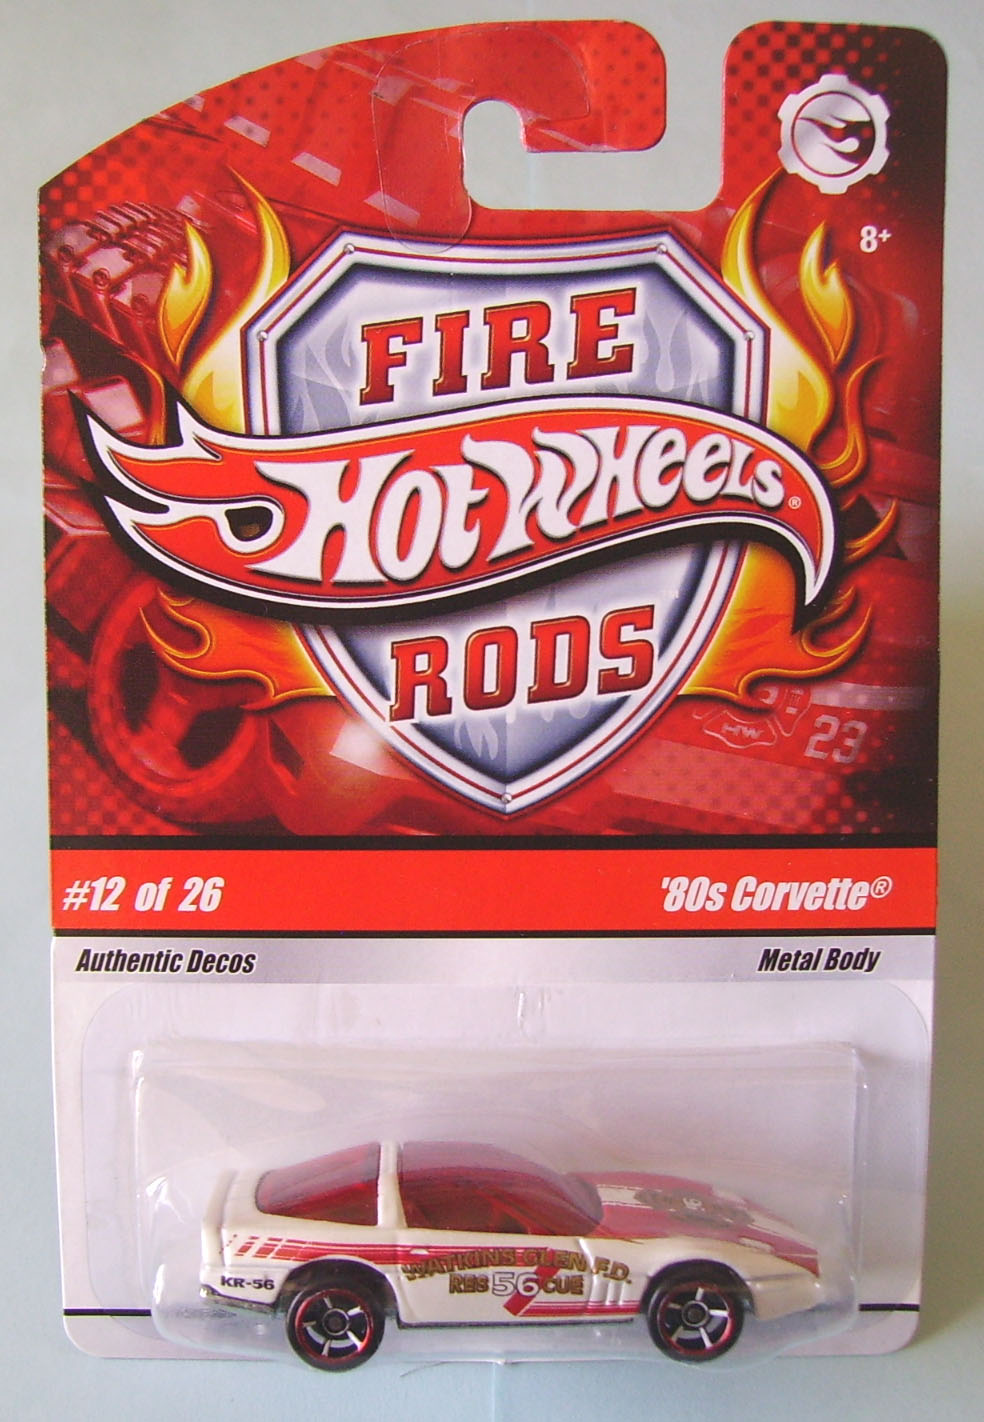 8+
FIRE
Hot Wheels®
RODS™
HW
23
#12 of 26
'80s Corvette®
Authentic Decos
Metal Body
WATKINS GLEN F.D.
RES 56 CUE
KR-56